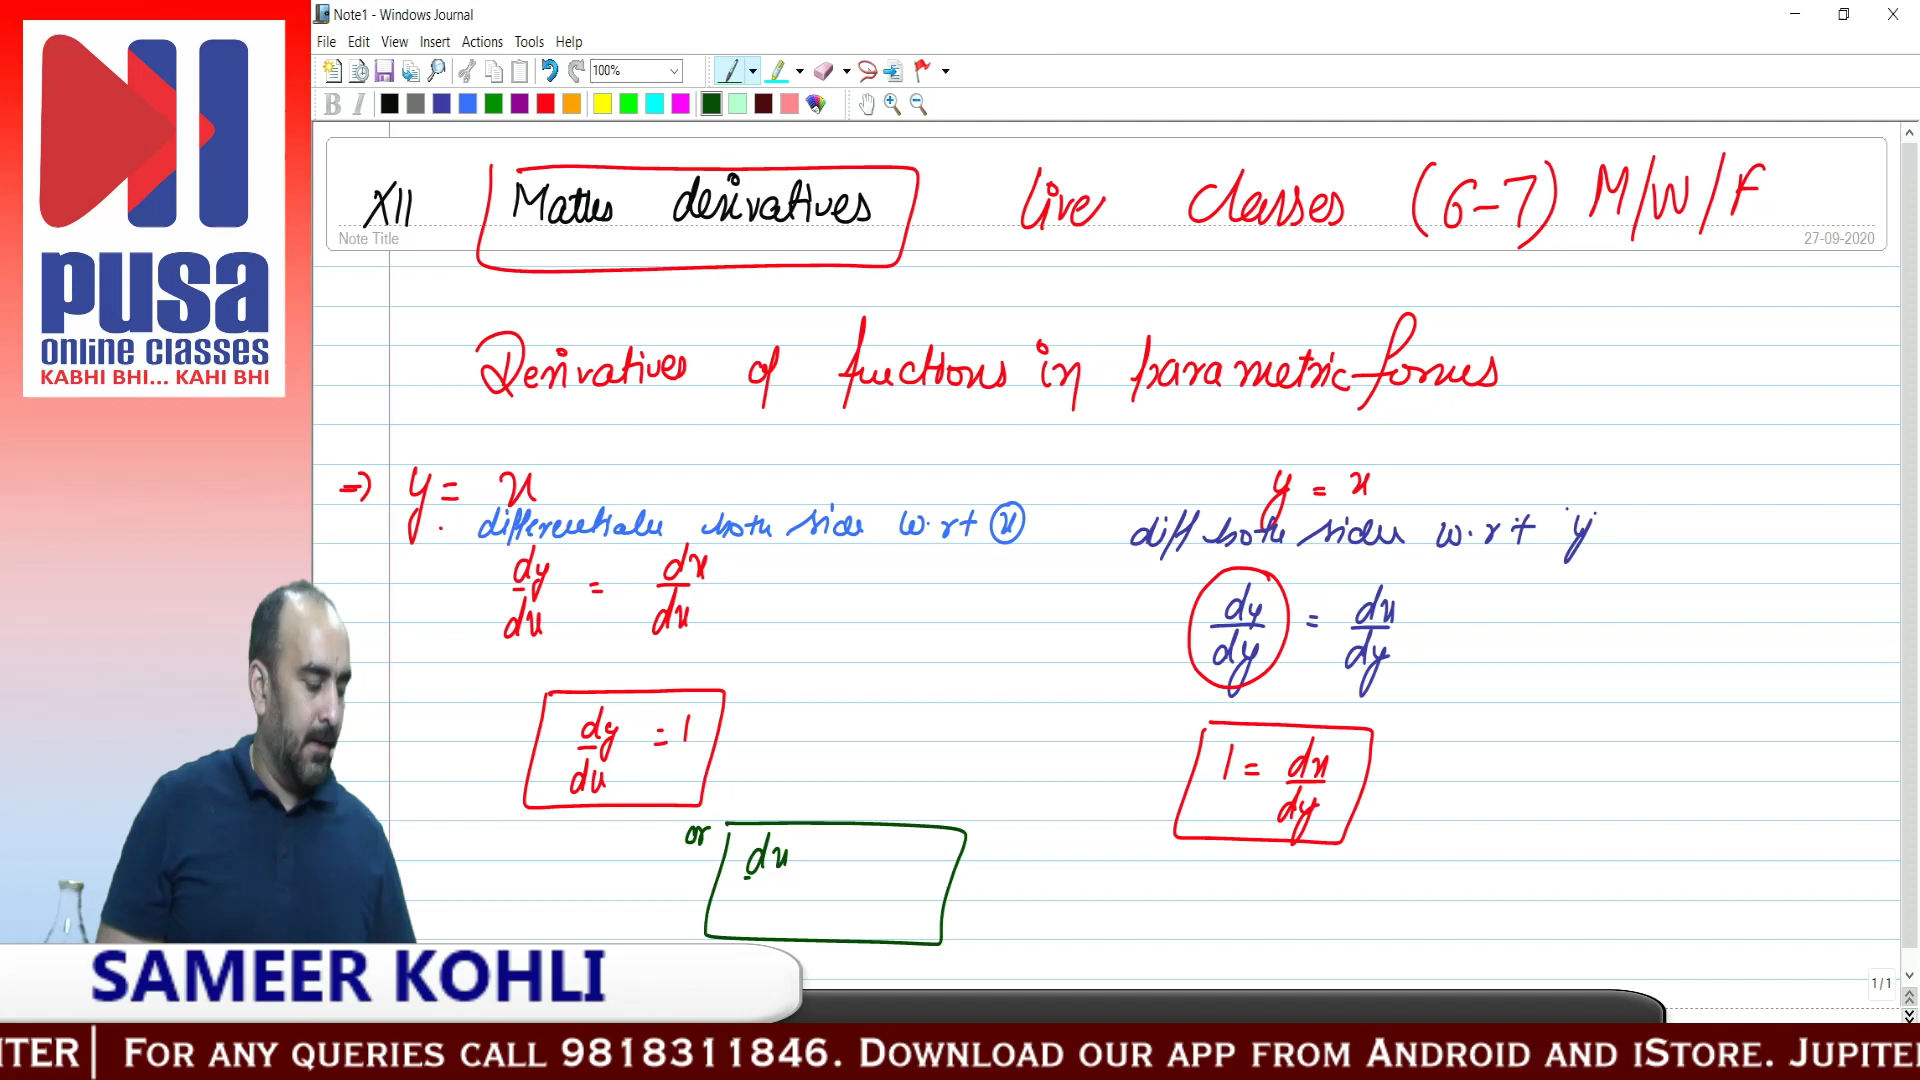 Note1 - Windows Journal
File Edit View Insert Actions Tools Help
100%
B I
XII Maths derivatives Live Classes (6-7) M/W/F
Note Title
27-09-2020
PUSA
online classes
KABHI BHI... KAHI BHI
Derivatives of fuctions in parametric forms
=> y = x
differentiate both side w.r.t x
dy/dx = dx/dx
dy/dx = 1
y = x
diff both sides w.r.t y
dy/dy = dx/dy
1 = dx/dy
or dx
1 / 1
SAMEER KOHLI
ITER FOR ANY QUERIES CALL 9818311846. DOWNLOAD OUR APP FROM ANDROID AND ISTORE. JUPITE